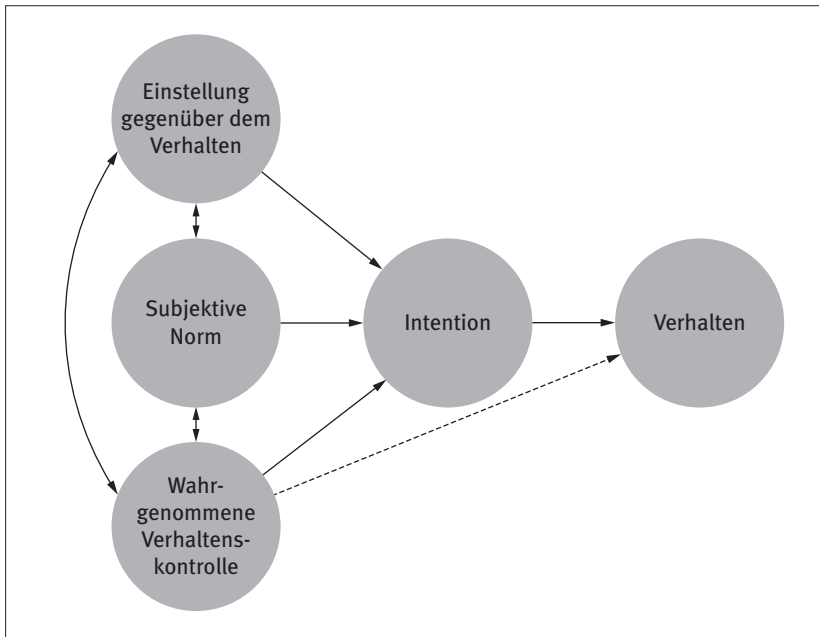 Einstellung
gegenüber dem
Verhalten
Subjektive
Norm
Intention
Verhalten
Wahr-
genommene
Verhaltens-
kontrolle